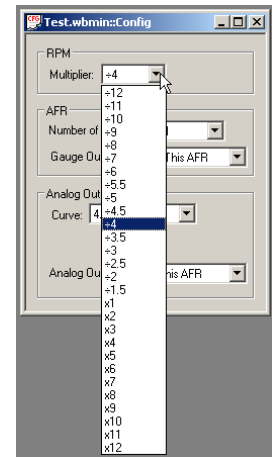 CFG Test.wbmin::Config
RPM
Multiplier: ÷4
÷12
÷11
÷10
÷9
÷8
÷7
÷6
÷5.5
÷5
÷4.5
÷4
÷3.5
÷3
÷2.5
÷2
÷1.5
x1
x2
x3
x4
x5
x6
x7
x8
x9
x10
x11
x12
AFR
Number of
Gauge Ou
This AFR
Analog Out
Curve: 4.
Analog Ou
his AFR